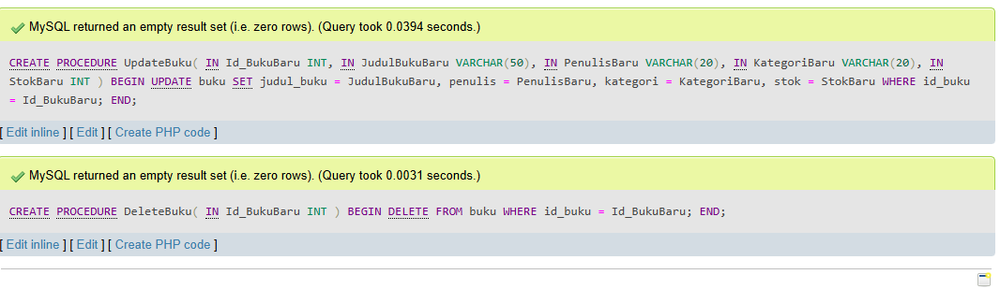 MySQL returned an empty result set (i.e. zero rows). (Query took 0.0394 seconds.)
CREATE PROCEDURE UpdateBuku( IN Id_BukuBaru INT, IN JudulBukuBaru VARCHAR(50), IN PenulisBaru VARCHAR(20), IN KategoriBaru VARCHAR(20), IN
StokBaru INT ) BEGIN UPDATE buku SET judul_buku = JudulBukuBaru, penulis = PenulisBaru, kategori = KategoriBaru, stok = StokBaru WHERE id_buku
= Id_BukuBaru; END;
[ Edit inline ] [ Edit ] [ Create PHP code ]
MySQL returned an empty result set (i.e. zero rows). (Query took 0.0031 seconds.)
CREATE PROCEDURE DeleteBuku( IN Id_BukuBaru INT ) BEGIN DELETE FROM buku WHERE id_buku = Id_BukuBaru; END;
[ Edit inline ] [ Edit ] [ Create PHP code ]